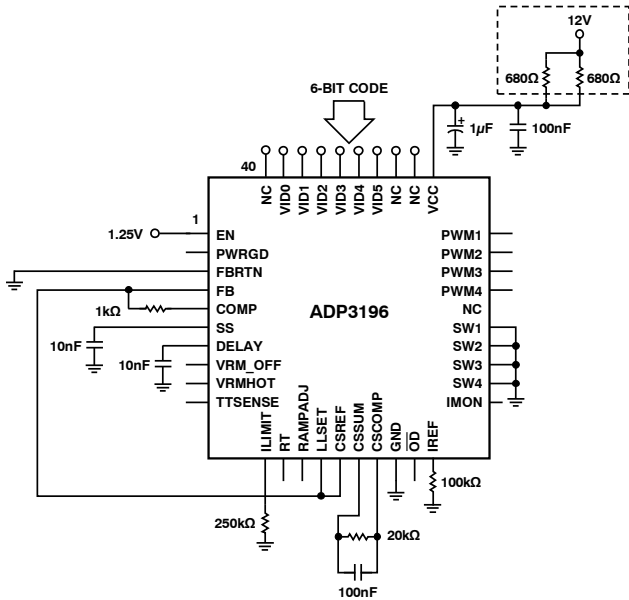 12V
680Ω
680Ω
6-BIT CODE
1µF
100nF
40
NC
VID0
VID1
VID2
VID3
VID4
VID5
NC
NC
VCC
1
1.25V
EN
PWRGD
FBRTN
FB
COMP
SS
DELAY
VRM_OFF
VRMHOT
TTSENSE
1kΩ
10nF
10nF
ADP3196
PWM1
PWM2
PWM3
PWM4
NC
SW1
SW2
SW3
SW4
IMON
ILIMIT
RT
RAMPADJ
LLSET
CSREF
CSSUM
CSCOMP
GND
OD
IREF
100kΩ
250kΩ
20kΩ
100nF